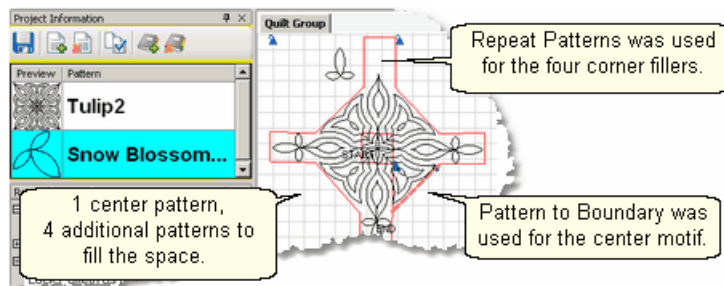 Project Information
Quilt Group
Preview Pattern
Tulip2
Snow Blossom...
Repeat Patterns was used
for the four corner fillers.
START
END
1 center pattern,
4 additional patterns to
fill the space.
Pattern to Boundary was
used for the center motif.